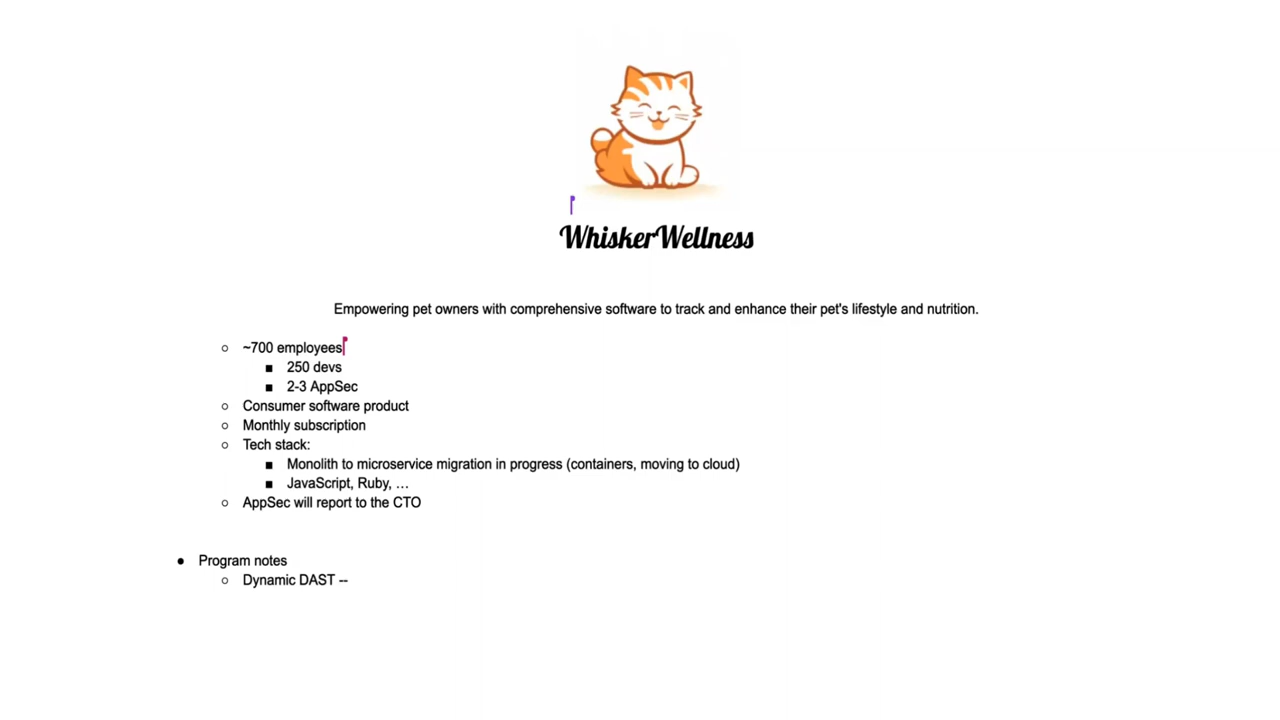 WhiskerWellness
Empowering pet owners with comprehensive software to track and enhance their pet's lifestyle and nutrition.
○ ~700 employees
■ 250 devs
■ 2-3 AppSec
○ Consumer software product
○ Monthly subscription
○ Tech stack:
■ Monolith to microservice migration in progress (containers, moving to cloud)
■ JavaScript, Ruby, …
○ AppSec will report to the CTO
● Program notes
○ Dynamic DAST --